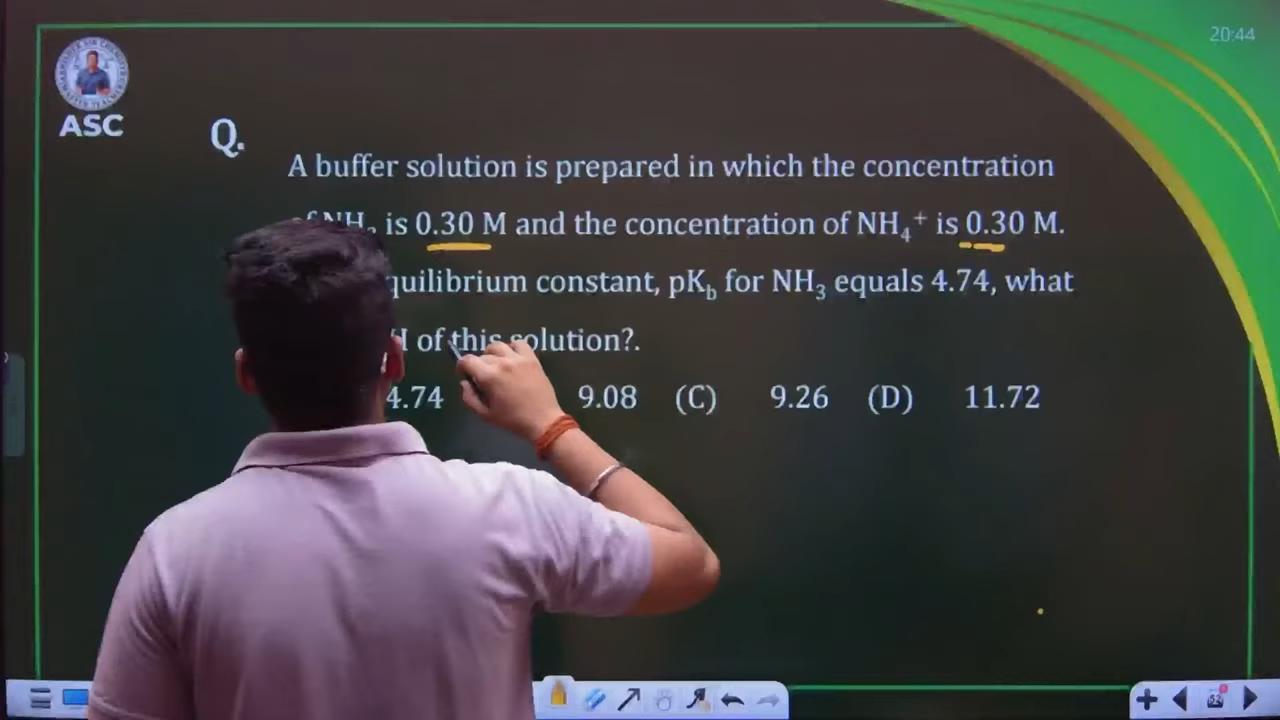 20:44
ASC
Q.
A buffer solution is prepared in which the concentration
is 0.30 M and the concentration of NH₄⁺ is 0.30 M.
constant, pK_b for NH₃ equals 4.74, what
of this solution?.
4.74 9.08 (C) 9.26 (D) 11.72